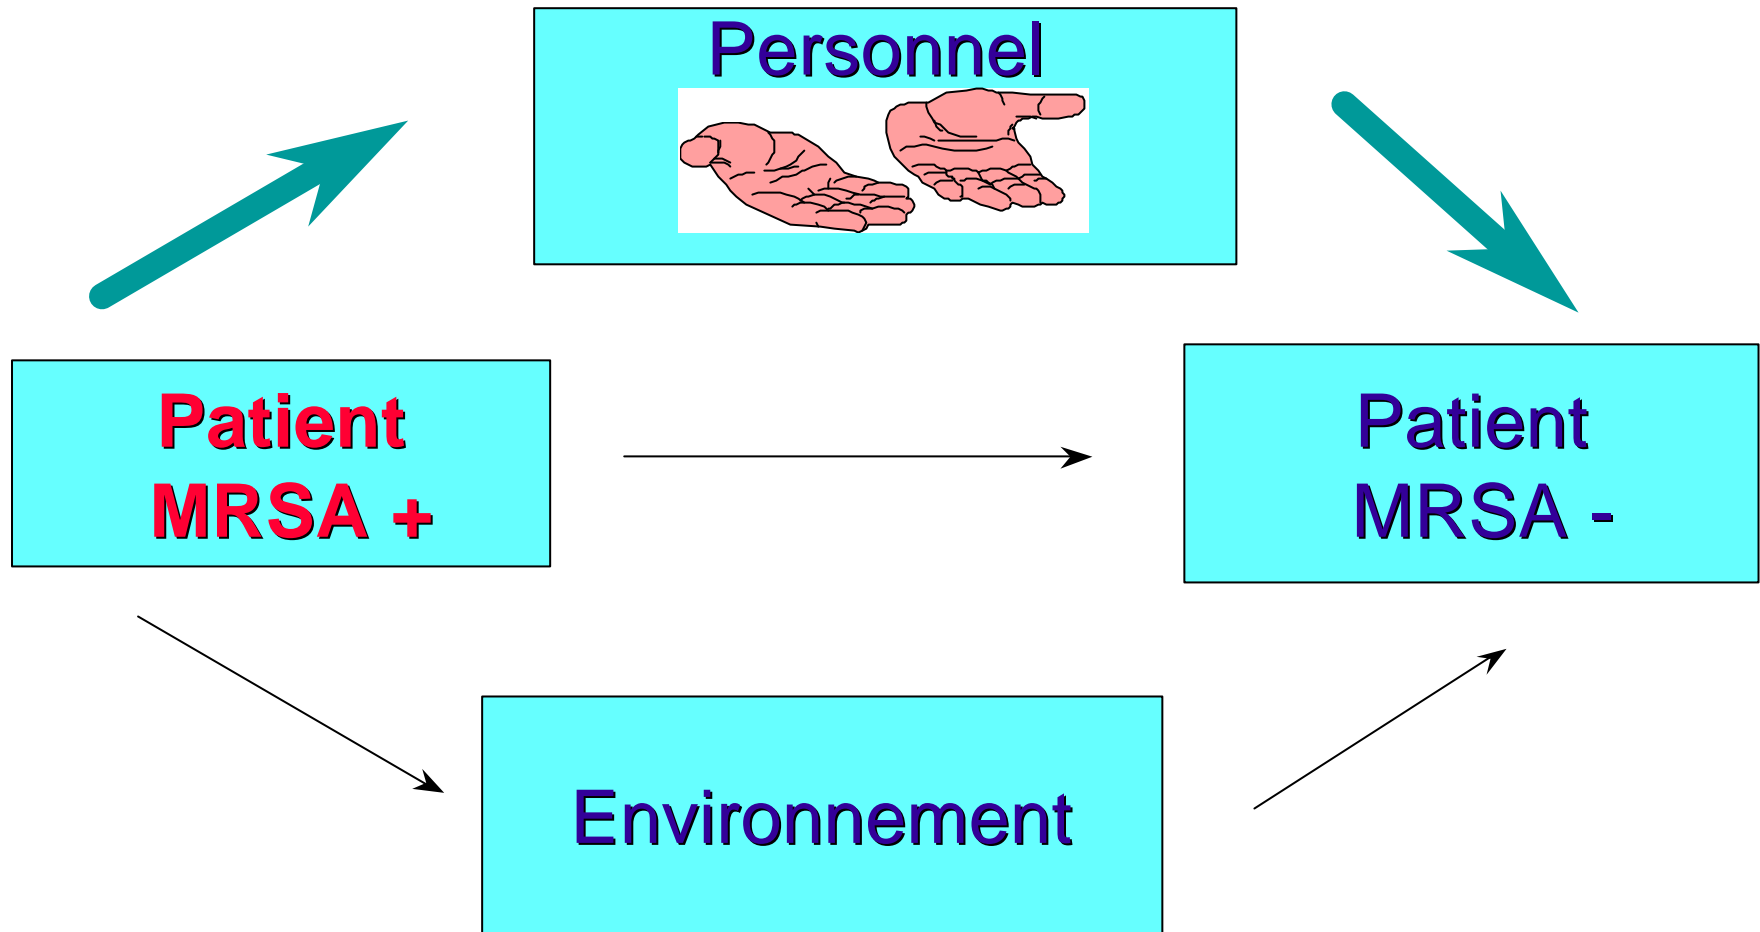 Personnel
Patient
MRSA +
Patient
MRSA -
Environnement